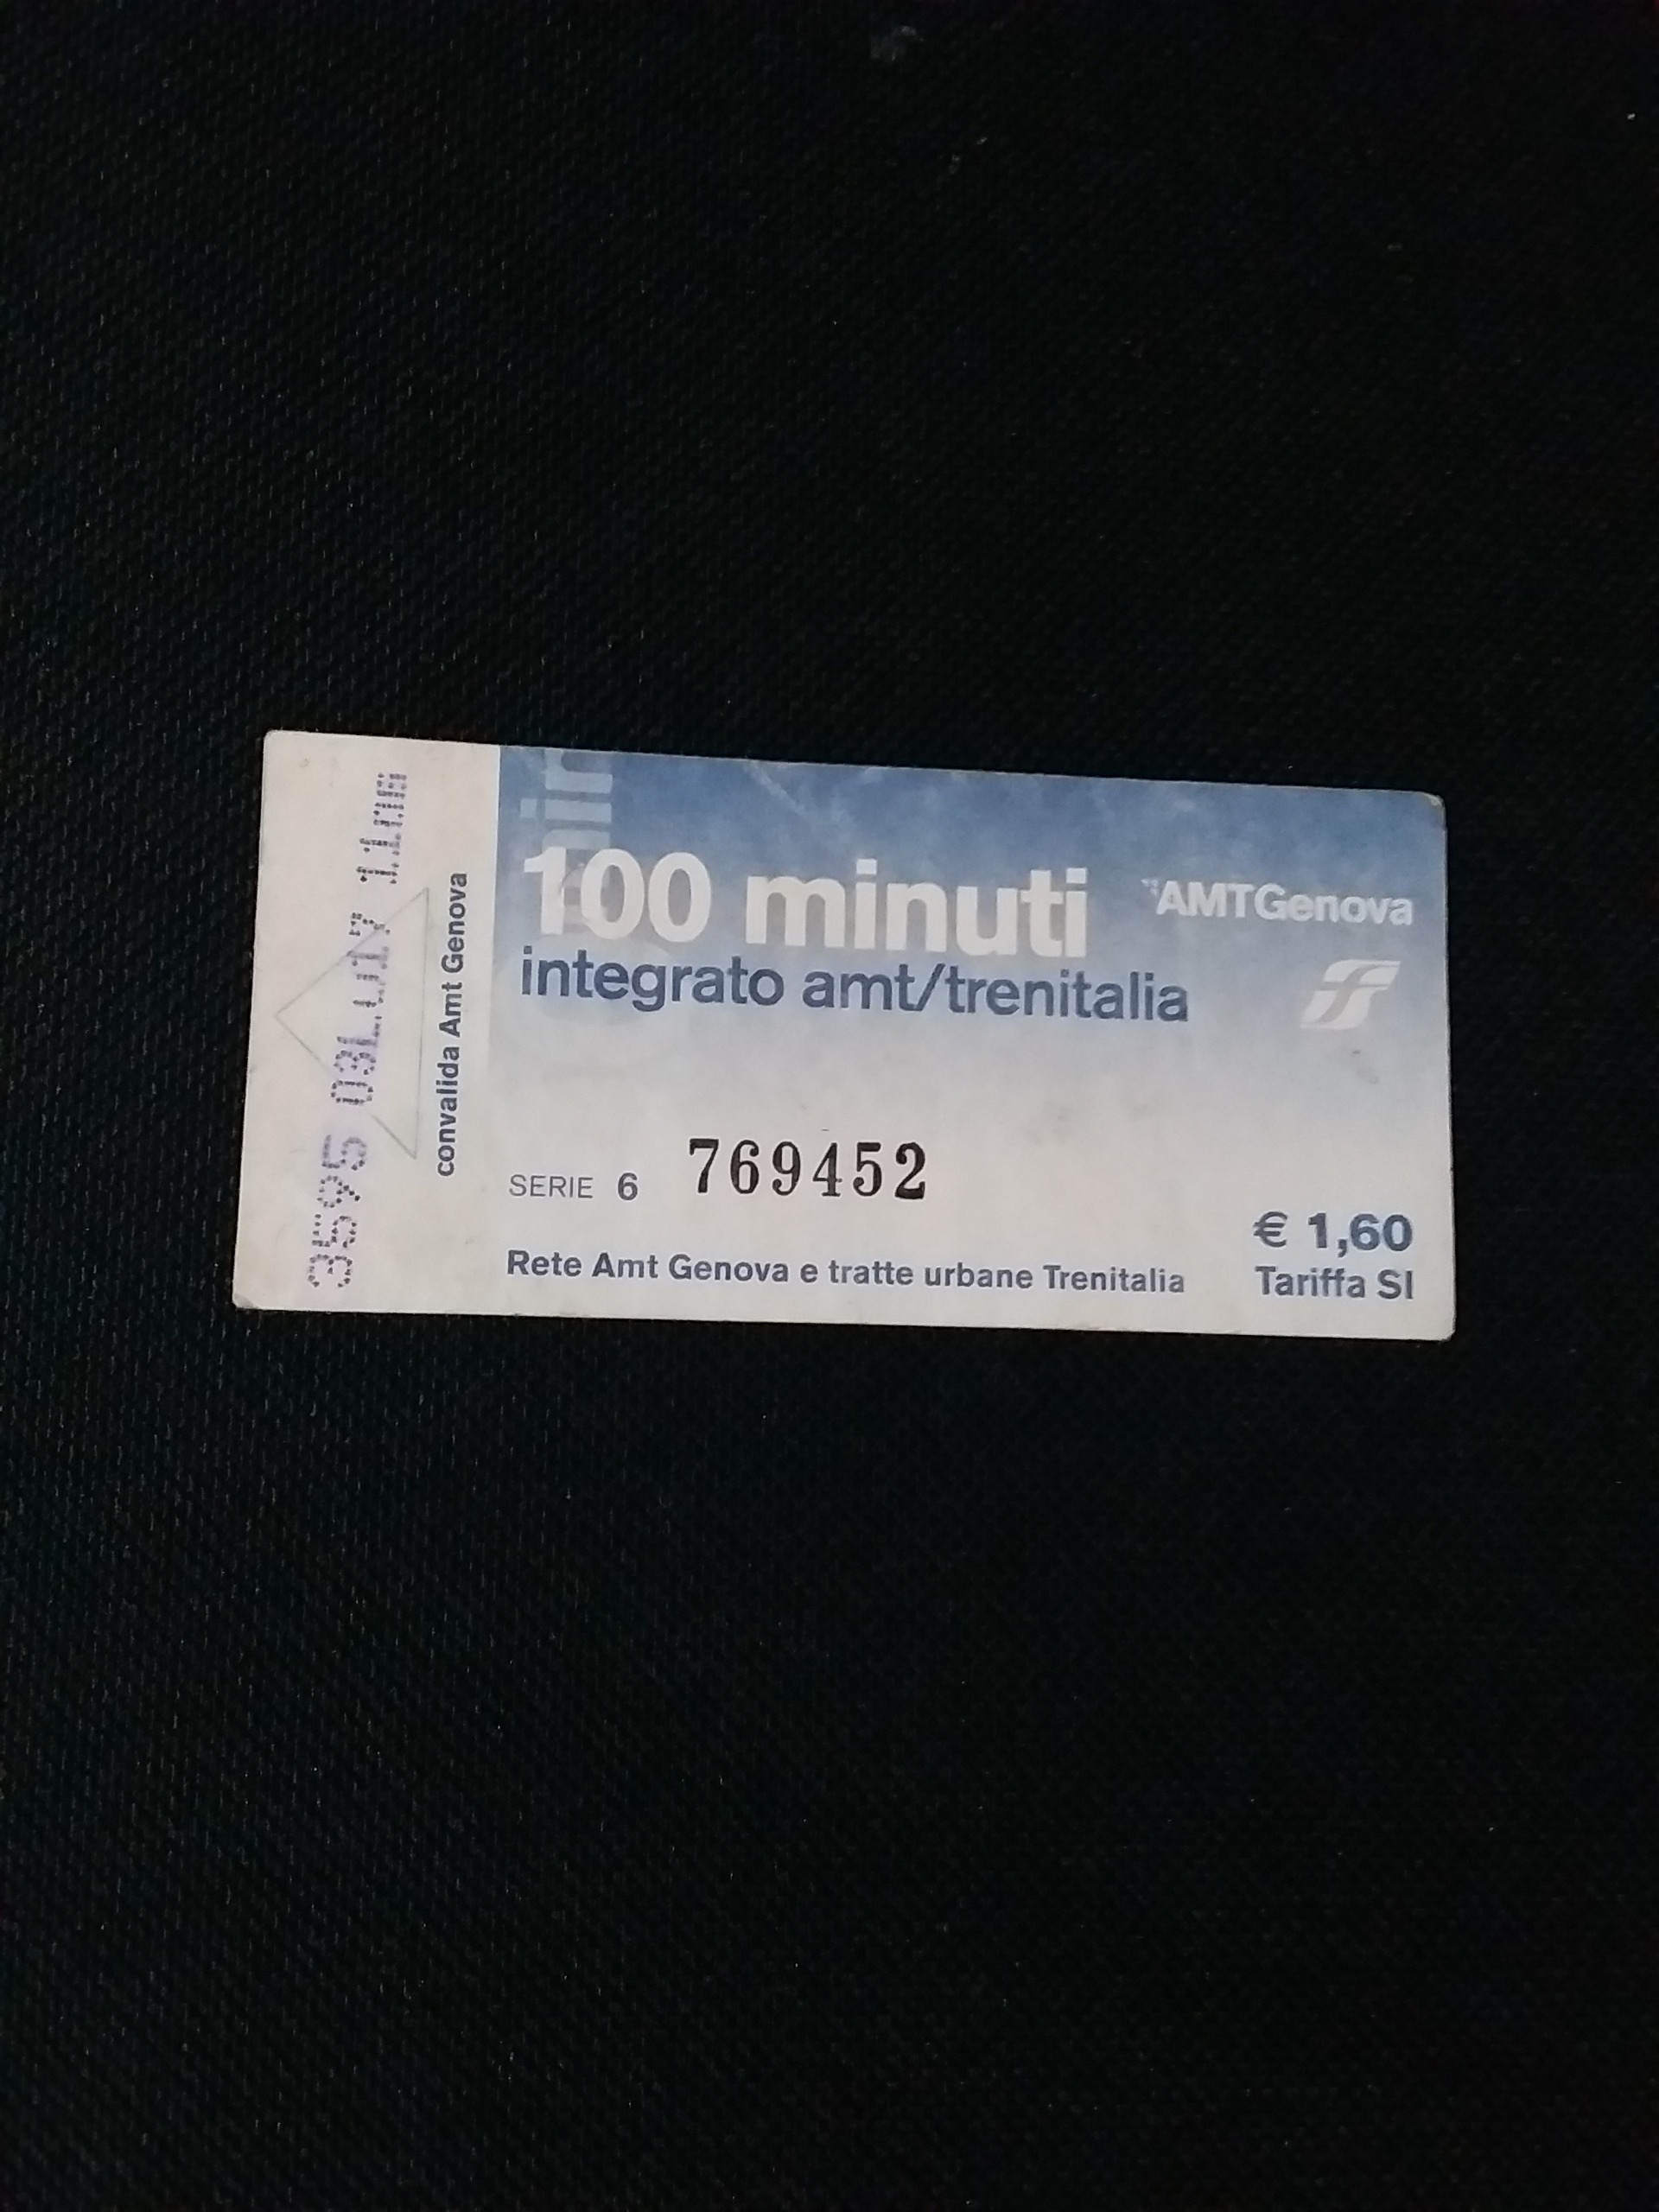 convalida Amt Genova
100 minuti
AMTGenova
integrato amt/trenitalia
SERIE 6 769452
€ 1,60
Rete Amt Genova e tratte urbane Trenitalia
Tariffa SI